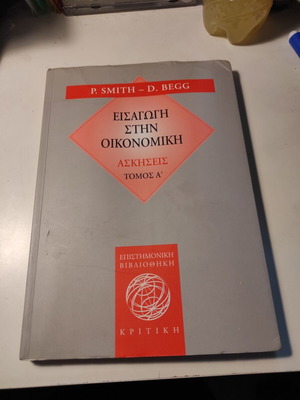 P. SMITH – D. BEGG
ΕΙΣΑΓΩΓΗ
ΣΤΗΝ
ΟΙΚΟΝΟΜΙΚΗ
ΑΣΚΗΣΕΙΣ
ΤΟΜΟΣ Α΄
ΕΠΙΣΤΗΜΟΝΙΚΗ
ΒΙΒΛΙΟΘΗΚΗ
ΚΡΙΤΙΚΗ